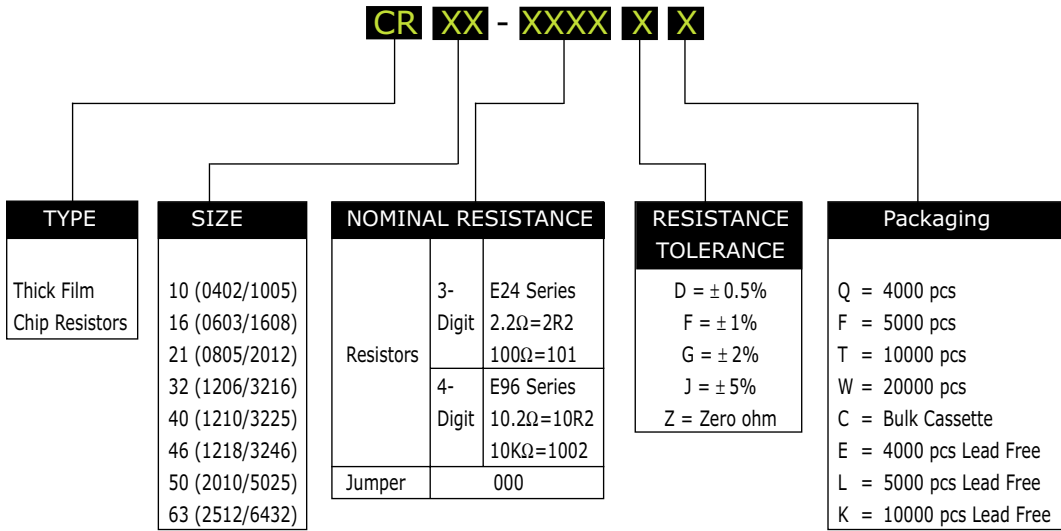 CR XX - XXXX X X
TYPE
Thick Film
Chip Resistors
SIZE
10 (0402/1005)
16 (0603/1608)
21 (0805/2012)
32 (1206/3216)
40 (1210/3225)
46 (1218/3246)
50 (2010/5025)
63 (2512/6432)
NOMINAL RESISTANCE
Resistors
3-
Digit
E24 Series
2.2Ω=2R2
100Ω=101
4-
Digit
E96 Series
10.2Ω=10R2
10KΩ=1002
Jumper
000
RESISTANCE
TOLERANCE
D = ± 0.5%
F = ± 1%
G = ± 2%
J = ± 5%
Z = Zero ohm
Packaging
Q = 4000 pcs
F = 5000 pcs
T = 10000 pcs
W = 20000 pcs
C = Bulk Cassette
E = 4000 pcs Lead Free
L = 5000 pcs Lead Free
K = 10000 pcs Lead Free